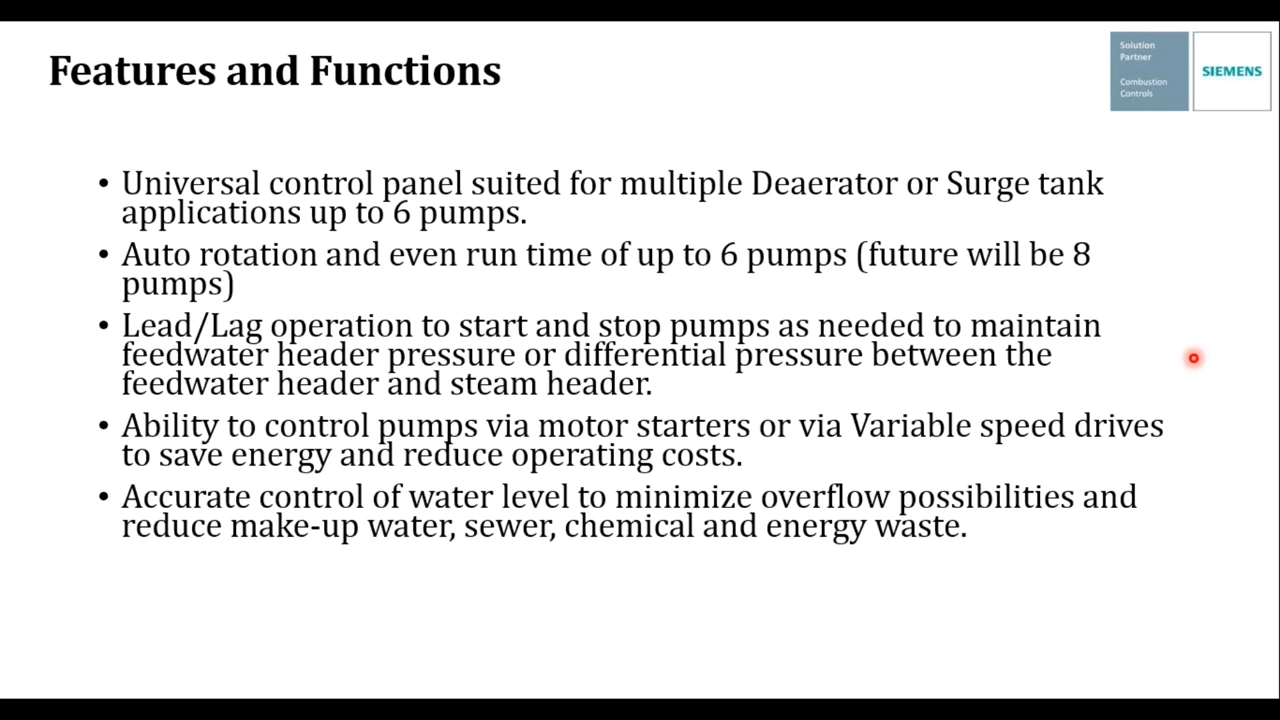 Features and Functions
Solution
Partner
Combustion
Controls
SIEMENS
• Universal control panel suited for multiple Deaerator or Surge tank
applications up to 6 pumps.
• Auto rotation and even run time of up to 6 pumps (future will be 8
pumps)
• Lead/Lag operation to start and stop pumps as needed to maintain
feedwater header pressure or differential pressure between the
feedwater header and steam header.
• Ability to control pumps via motor starters or via Variable speed drives
to save energy and reduce operating costs.
• Accurate control of water level to minimize overflow possibilities and
reduce make-up water, sewer, chemical and energy waste.